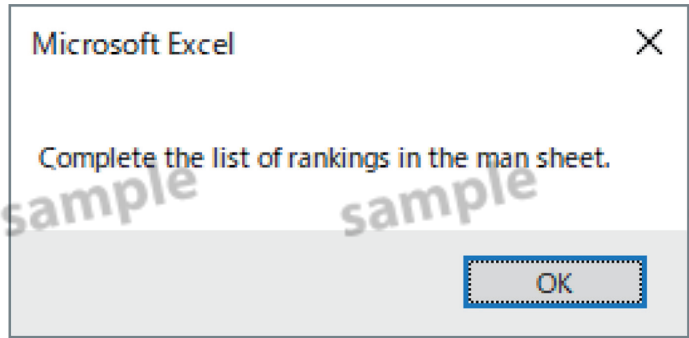 Microsoft Excel
Complete the list of rankings in the man sheet.
sample sample
OK